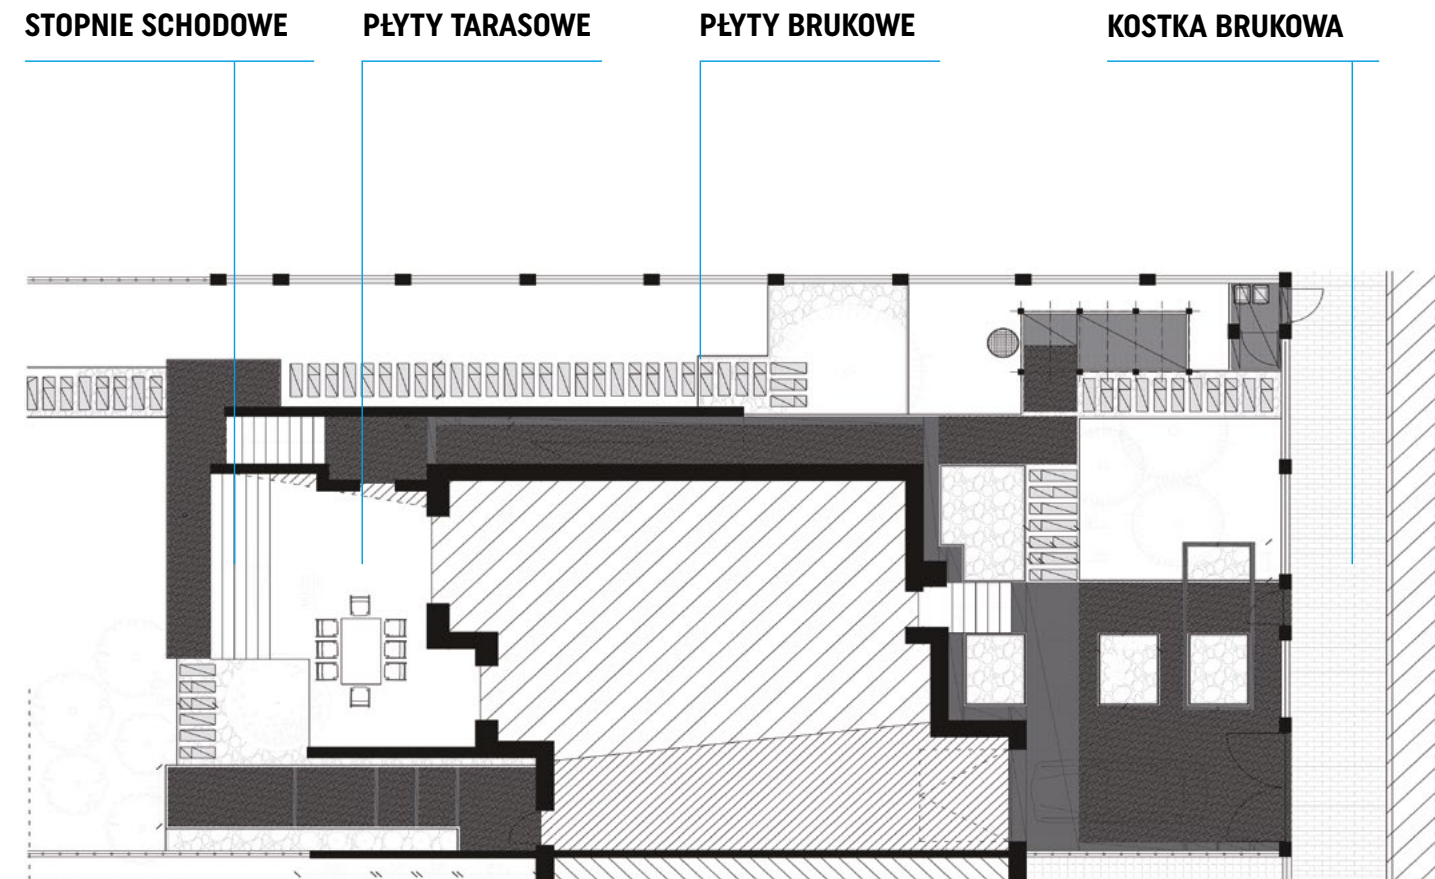 STOPNIE SCHODOWE
PŁYTY TARASOWE
PŁYTY BRUKOWE
KOSTKA BRUKOWA